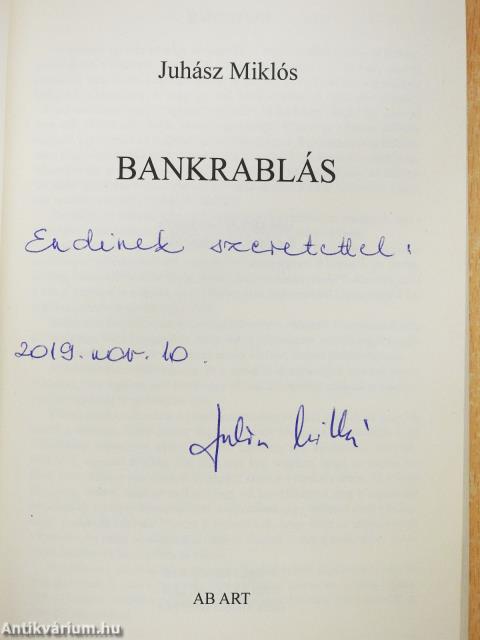 Juhász Miklós
BANKRABLÁS
Endinek szeretettel:
2019. nov. 10.
AB ART
Antikvárium.hu